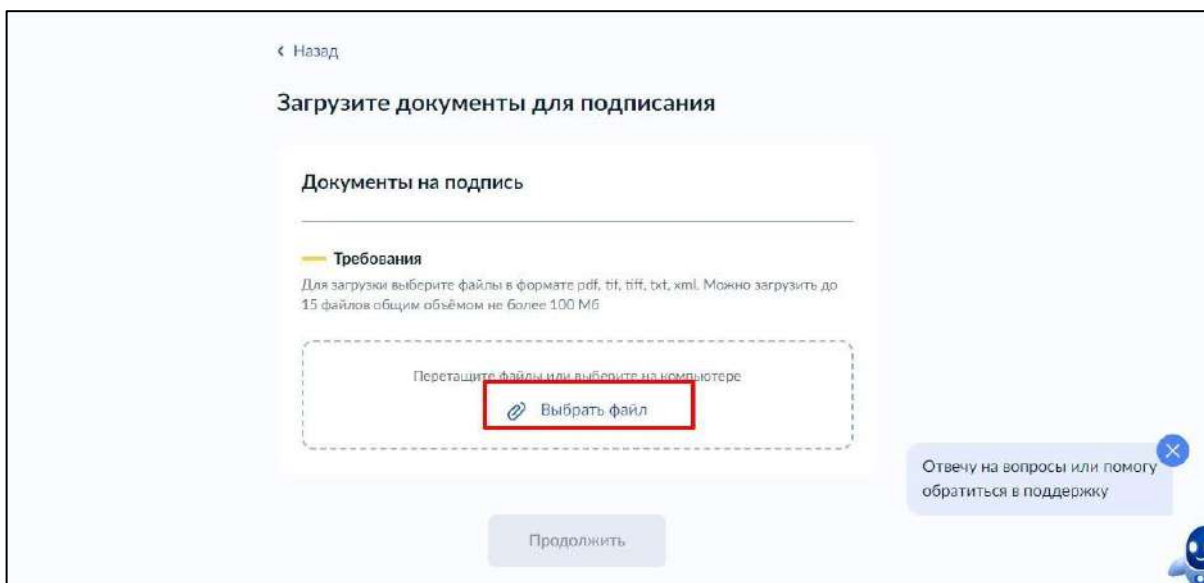 Назад
Загрузите документы для подписания
Документы на подпись
Требования
Для загрузки выберите файлы в формате pdf, tif, tiff, txt, xml. Можно загрузить до
15 файлов общим объёмом не более 100 Мб
Перетащите файлы или выберите на компьютере
Выбрать файл
Отвечу на вопросы или помогу
обратиться в поддержку
Продолжить